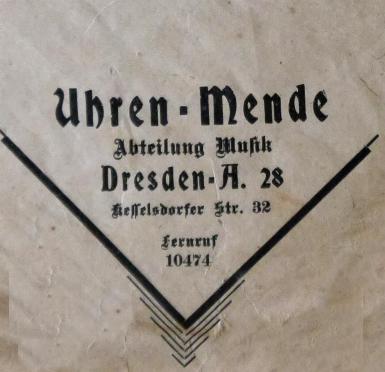 Uhren-Mende
Abteilung Musik
Dresden-A. 28
Kesselsdorfer Str. 32
Fernruf
10474